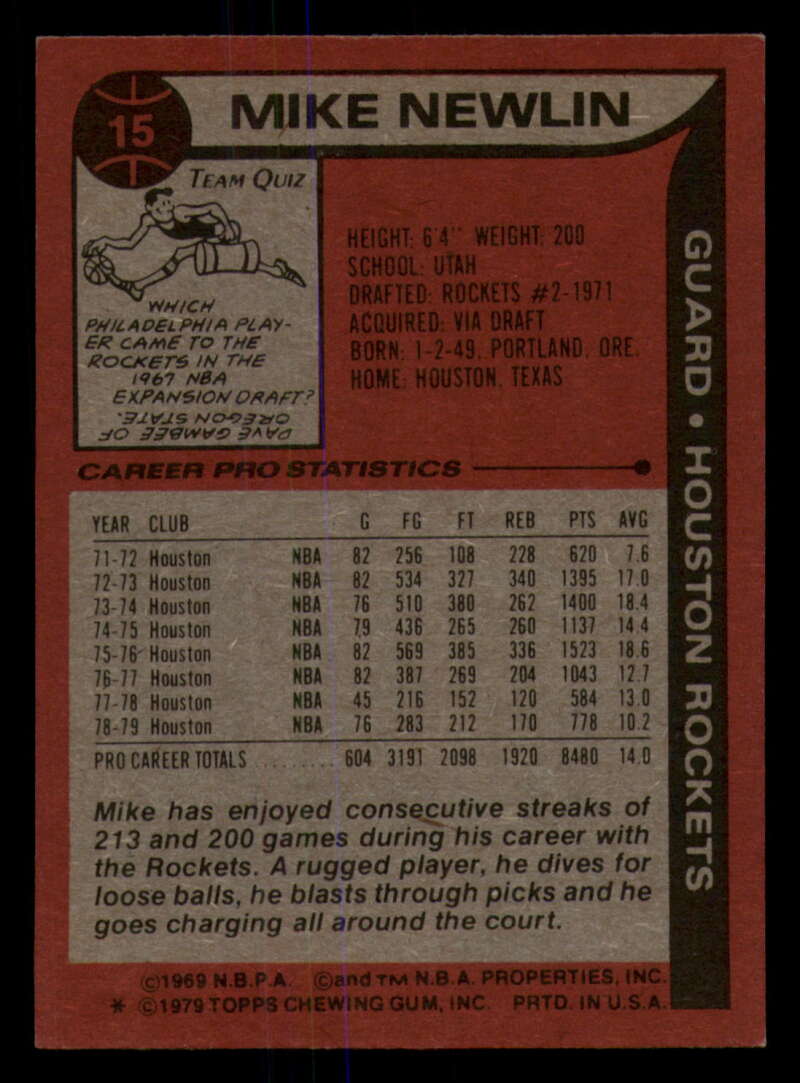 15
MIKE NEWLIN
TEAM QUIZ
WHICH
PHILADELPHIA PLAY-
ER CAME TO THE
ROCKETS IN THE
1967 NBA
EXPANSION DRAFT?
DAVE GAMBEE OF
OREGON STATE.
HEIGHT: 6'4" WEIGHT: 200
SCHOOL: UTAH
DRAFTED: ROCKETS #2-1971
ACQUIRED: VIA DRAFT
BORN: 1-2-49, PORTLAND, ORE.
HOME: HOUSTON, TEXAS
GUARD • HOUSTON ROCKETS
CAREER PRO STATISTICS
YEAR CLUB G FG FT REB PTS AVG
71-72 Houston NBA 82 256 108 228 620 7.6
72-73 Houston NBA 82 534 327 340 1395 17.0
73-74 Houston NBA 76 510 380 262 1400 18.4
74-75 Houston NBA 79 436 265 260 1137 14.4
75-76 Houston NBA 82 569 385 336 1523 18.6
76-77 Houston NBA 82 387 269 204 1043 12.7
77-78 Houston NBA 45 216 152 120 584 13.0
78-79 Houston NBA 76 283 212 170 778 10.2
PRO CAREER TOTALS ......... 604 3191 2098 1920 8480 14.0
Mike has enjoyed consecutive streaks of
213 and 200 games during his career with
the Rockets. A rugged player, he dives for
loose balls, he blasts through picks and he
goes charging all around the court.
©1969 N.B.P.A. ©and TM N.B.A. PROPERTIES, INC.
* ©1979 TOPPS CHEWING GUM, INC. PRTD. IN U.S.A.